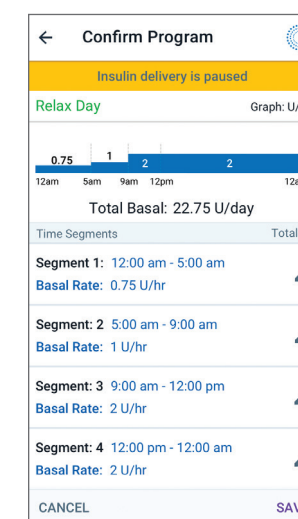 Confirm Program
Insulin delivery is paused
Relax Day Graph: U/
0.75 1 2 2
12am 5am 9am 12pm 12a
Total Basal: 22.75 U/day
Time Segments Total
Segment 1: 12:00 am - 5:00 am
Basal Rate: 0.75 U/hr
Segment: 2 5:00 am - 9:00 am
Basal Rate: 1 U/hr
Segment: 3 9:00 am - 12:00 pm
Basal Rate: 2 U/hr
Segment: 4 12:00 pm - 12:00 am
Basal Rate: 2 U/hr
CANCEL SAV